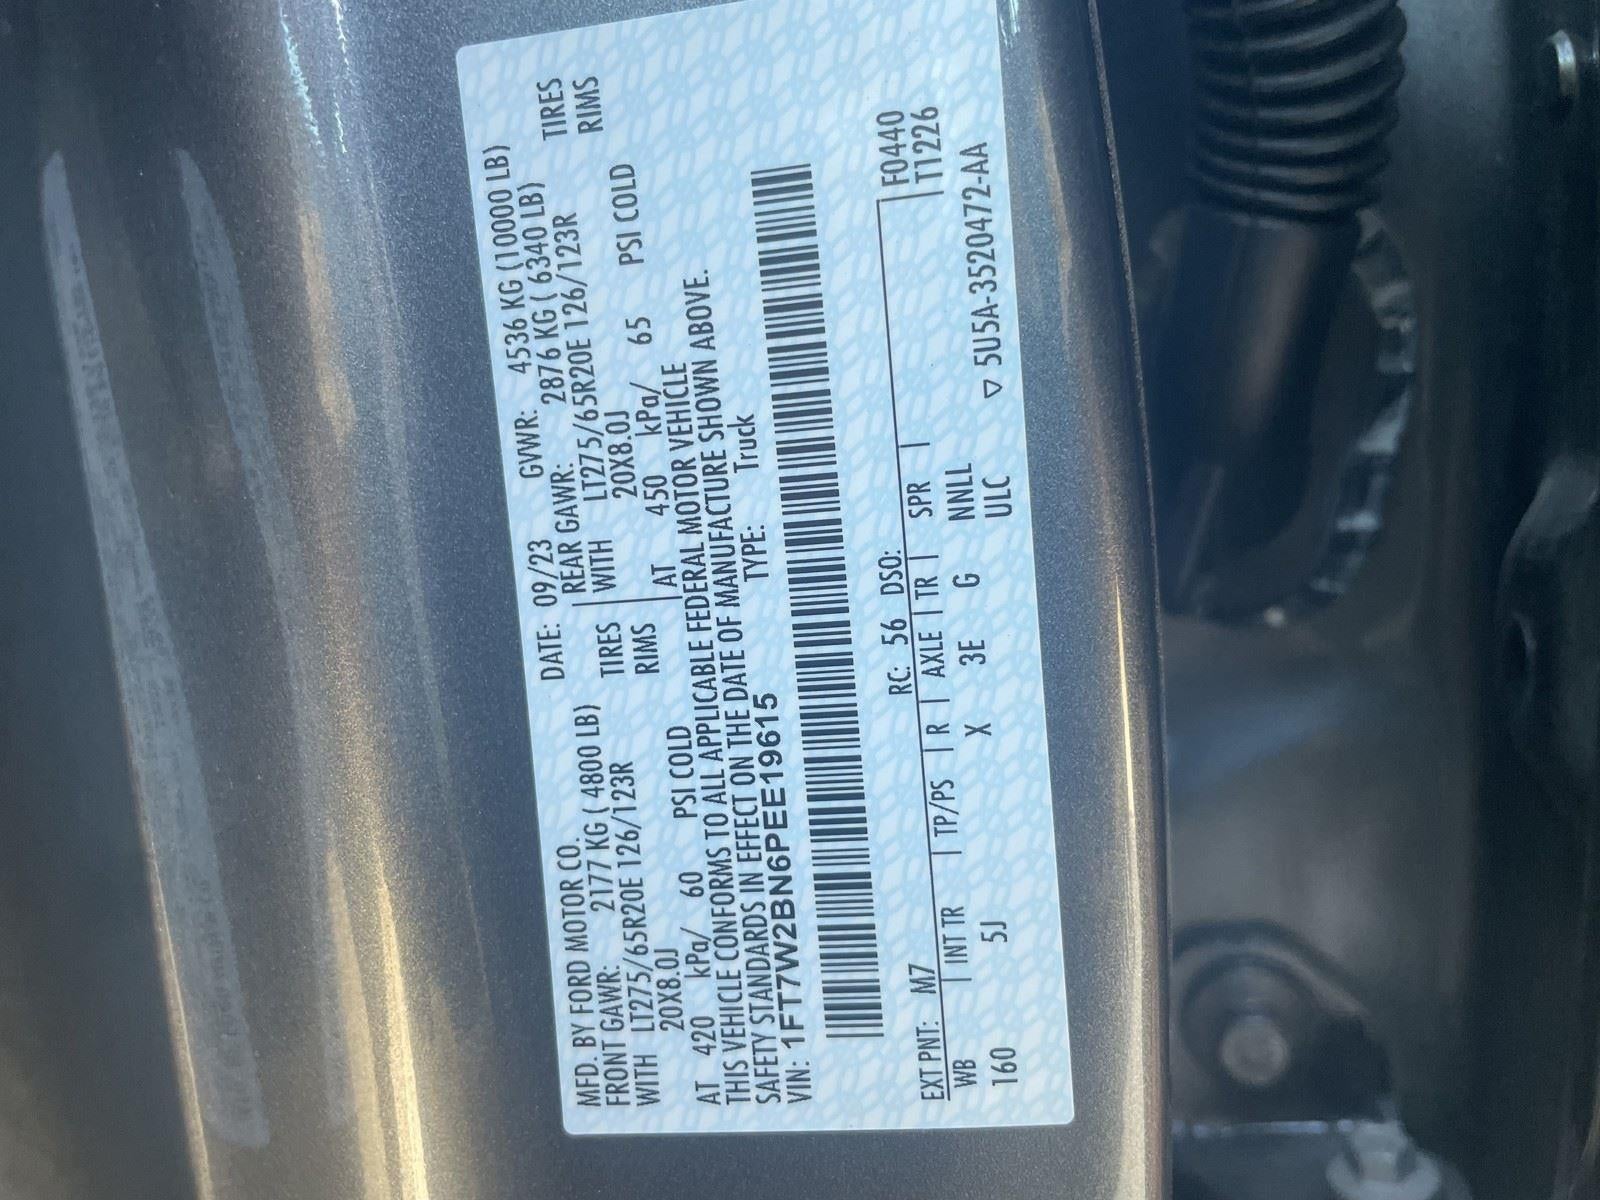 MFD. BY FORD MOTOR CO. DATE: 09/23 GVWR: 4536 KG (10000 LB)
FRONT GAWR: 2177 KG ( 4800 LB) REAR GAWR: 2876 KG ( 6340 LB)
WITH LT275/65R20E 126/123R TIRES WITH LT275/65R20E 126/123R TIRES
20X8.0J RIMS 20X8.0J RIMS
AT 420 kPa/ 60 PSI COLD AT 450 kPa/ 65 PSI COLD
THIS VEHICLE CONFORMS TO ALL APPLICABLE FEDERAL MOTOR VEHICLE
SAFETY STANDARDS IN EFFECT ON THE DATE OF MANUFACTURE SHOWN ABOVE.
VIN: 1FT7W2BN6PEE19615 TYPE: Truck
EXT PNT: M7 RC: 56 DSO: F0440
WB | INT TR | TP/PS | R | AXLE | TR | SPR | T1226
160 5J X 3E G NNLL
ULC ▽ 5U5A-3520472-AA